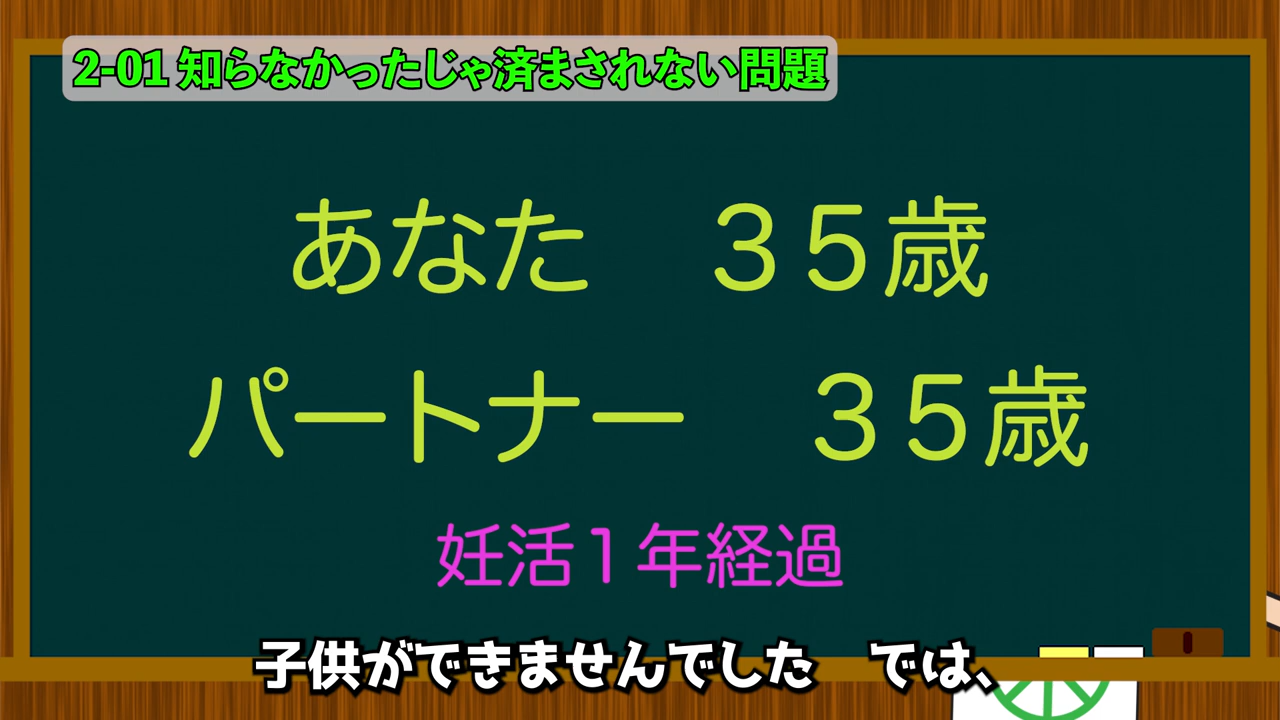 2-01 知らなかったじゃ済まされない問題
あなた　３５歳
パートナー　３５歳
妊活１年経過
子供ができませんでした　では、